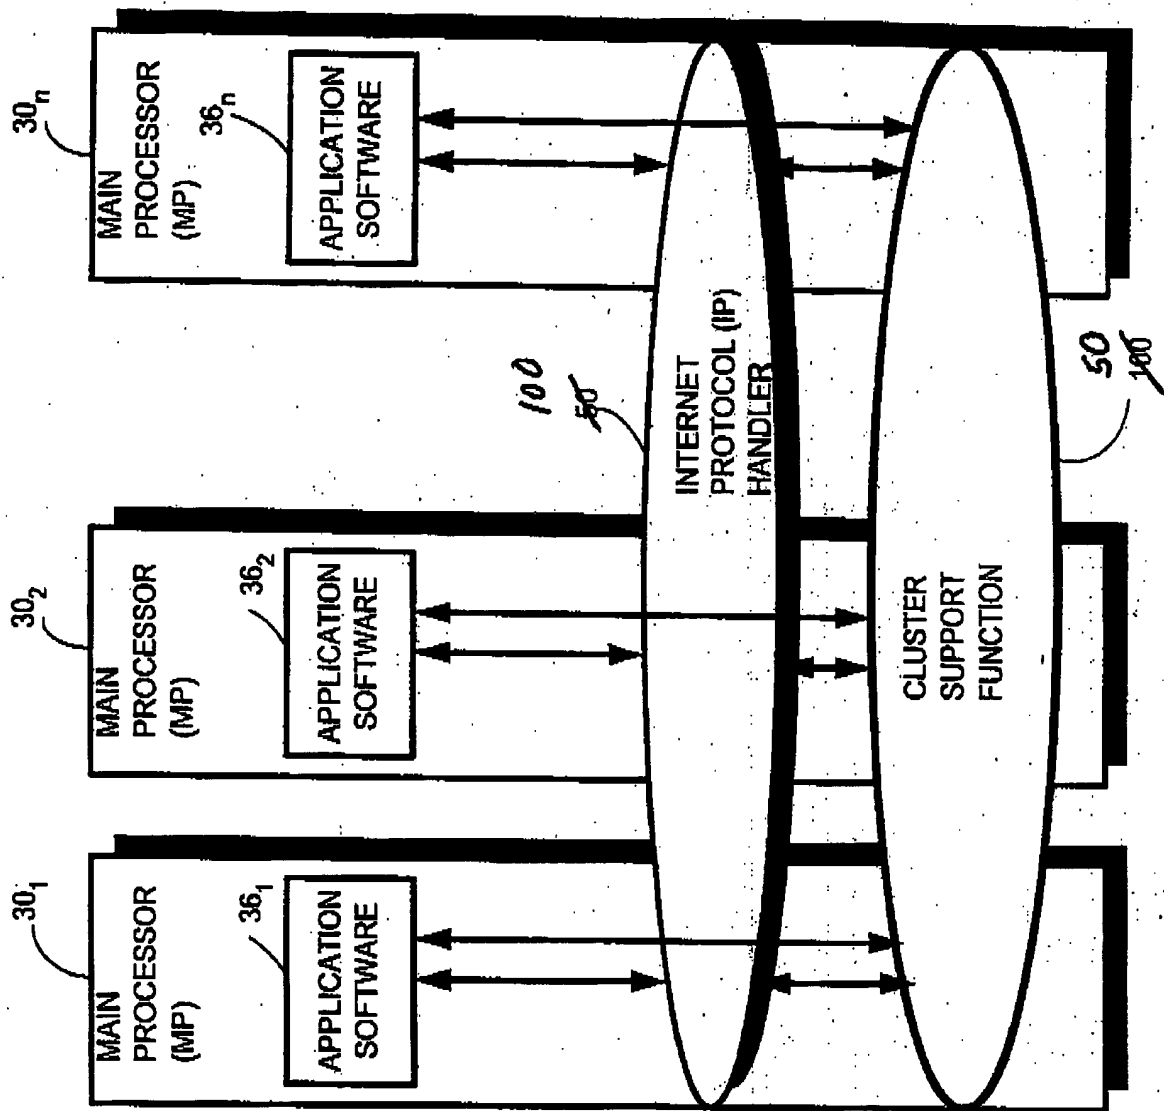 30n
MAIN
PROCESSOR
(MP)
36n
APPLICATION
SOFTWARE
30₂
MAIN
PROCESSOR
(MP)
36₂
APPLICATION
SOFTWARE
30₁
MAIN
PROCESSOR
(MP)
36₁
APPLICATION
SOFTWARE
100
50
INTERNET
PROTOCOL (IP)
HANDLER
50
100
CLUSTER
SUPPORT
FUNCTION